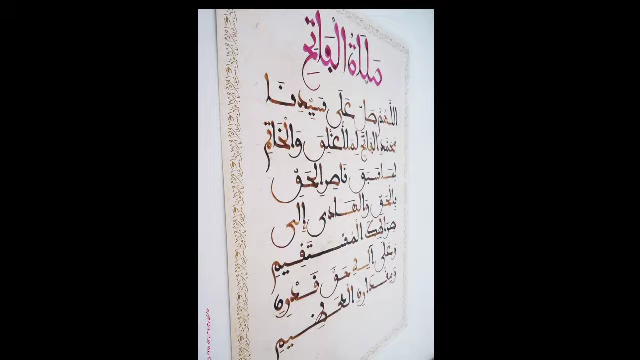 صلاة الفاتح
اللهم صل على سيدنا
محمد الفاتح لما أغلق والخاتم
لما سبق ناصر الحق
بالحق والهادي إلى
صراطك المستقيم
وعلى آله حق قدره
ومقداره العظيم